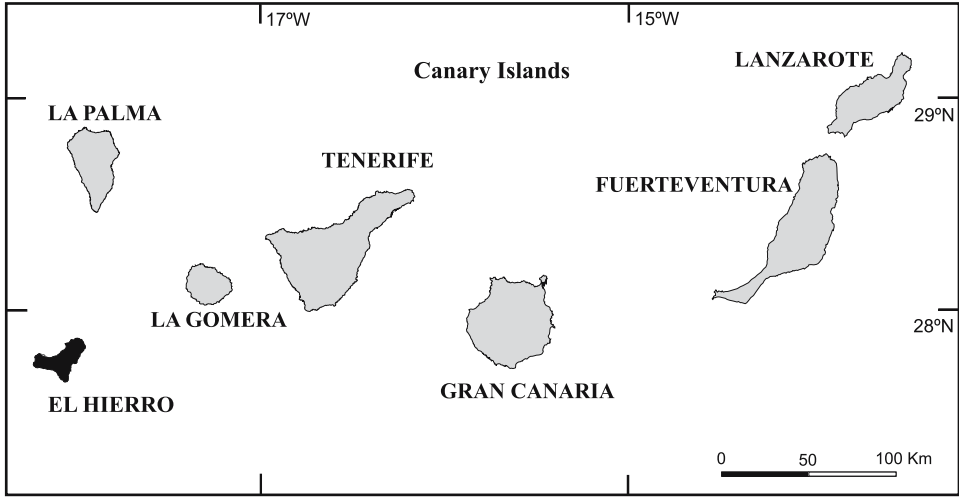 17ºW
15ºW
LANZAROTE
Canary Islands
29ºN
LA PALMA
TENERIFE
FUERTEVENTURA
LA GOMERA
28ºN
GRAN CANARIA
EL HIERRO
0 50 100 Km